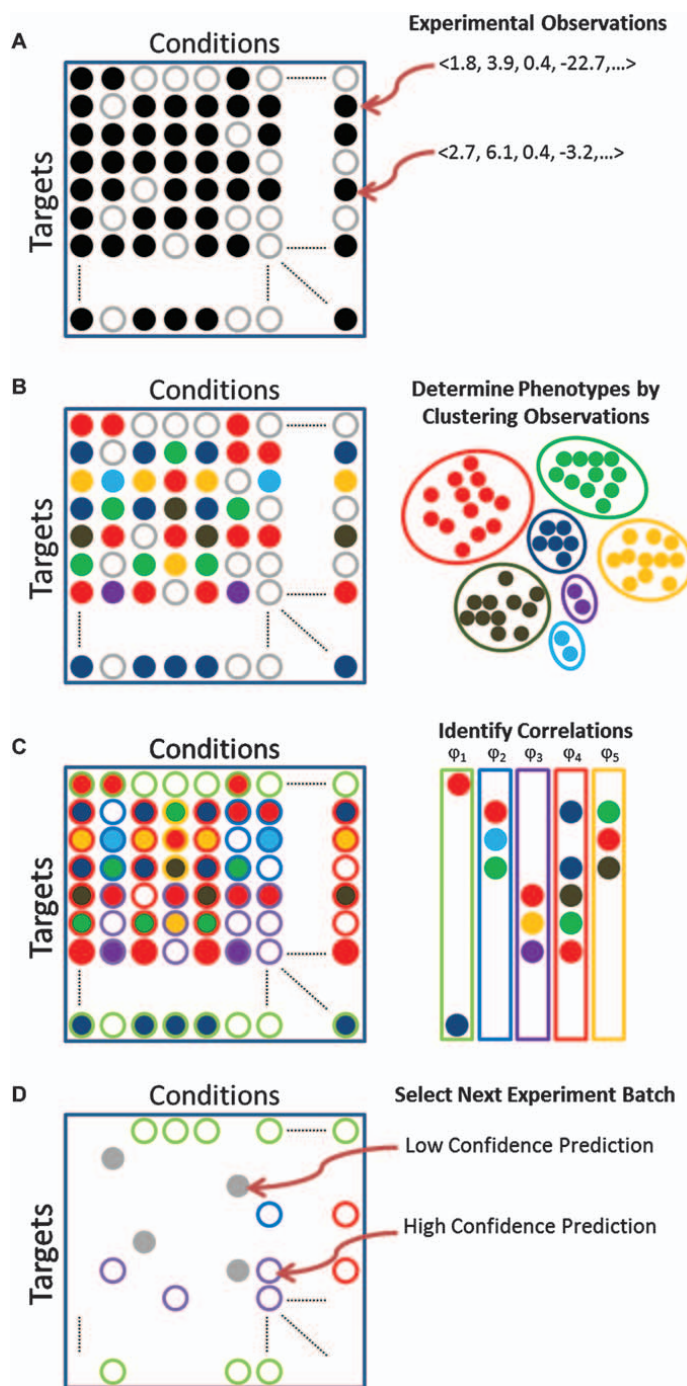 A
Conditions
Targets
Experimental Observations
<1.8, 3.9, 0.4, -22.7,...>
<2.7, 6.1, 0.4, -3.2,...>
B
Conditions
Targets
Determine Phenotypes by
Clustering Observations
C
Conditions
Targets
Identify Correlations
φ₁ φ₂ φ₃ φ₄ φ₅
D
Conditions
Targets
Select Next Experiment Batch
Low Confidence Prediction
High Confidence Prediction